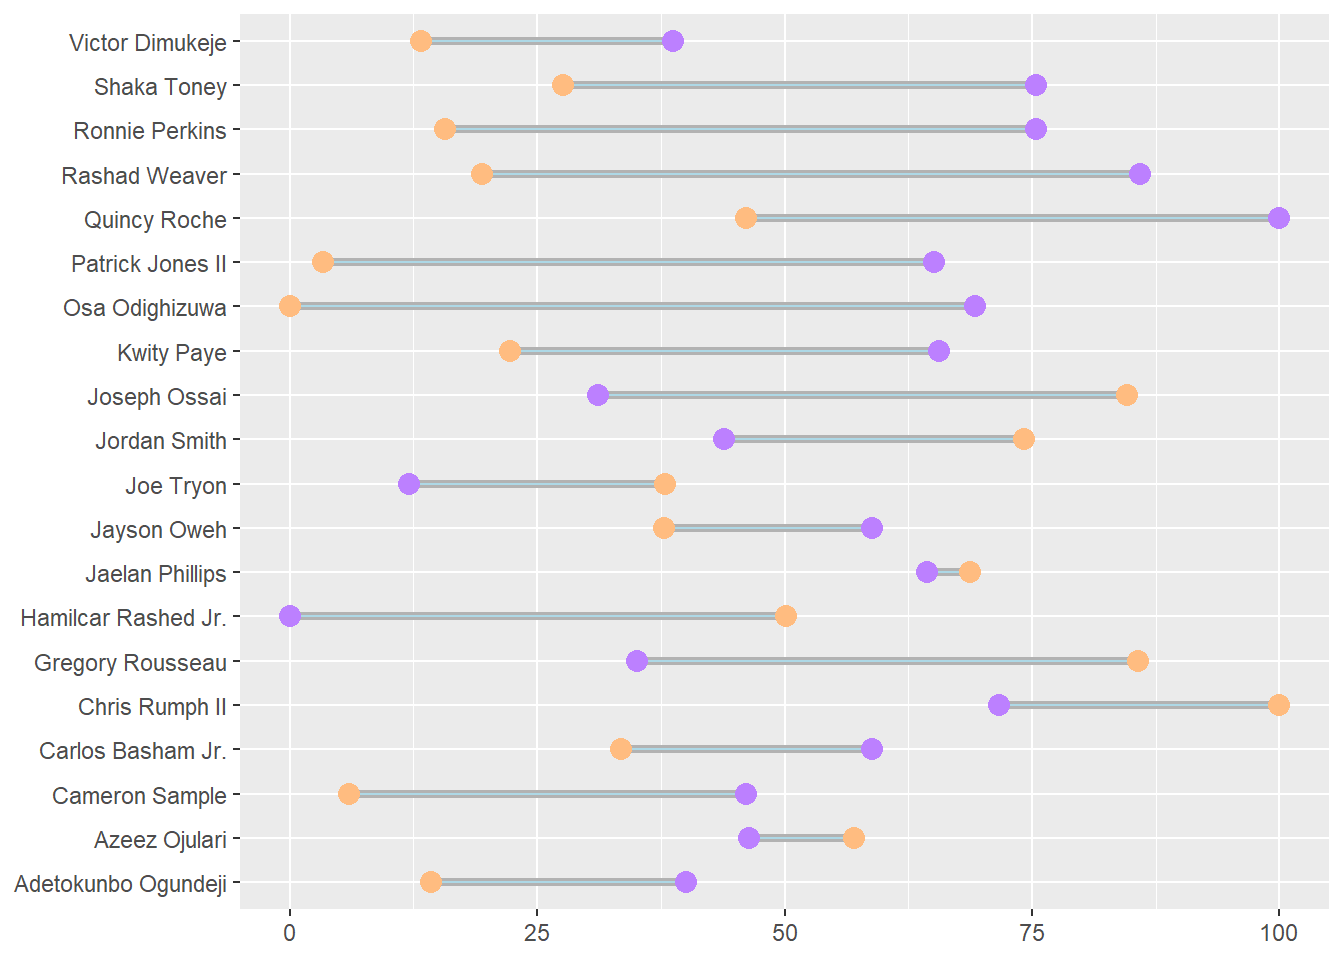 Victor Dimukeje
Shaka Toney
Ronnie Perkins
Rashad Weaver
Quincy Roche
Patrick Jones II
Osa Odighizuwa
Kwity Paye
Joseph Ossai
Jordan Smith
Joe Tryon
Jayson Oweh
Jaelan Phillips
Hamilcar Rashed Jr.
Gregory Rousseau
Chris Rumph II
Carlos Basham Jr.
Cameron Sample
Azeez Ojulari
Adetokunbo Ogundeji
0 25 50 75 100